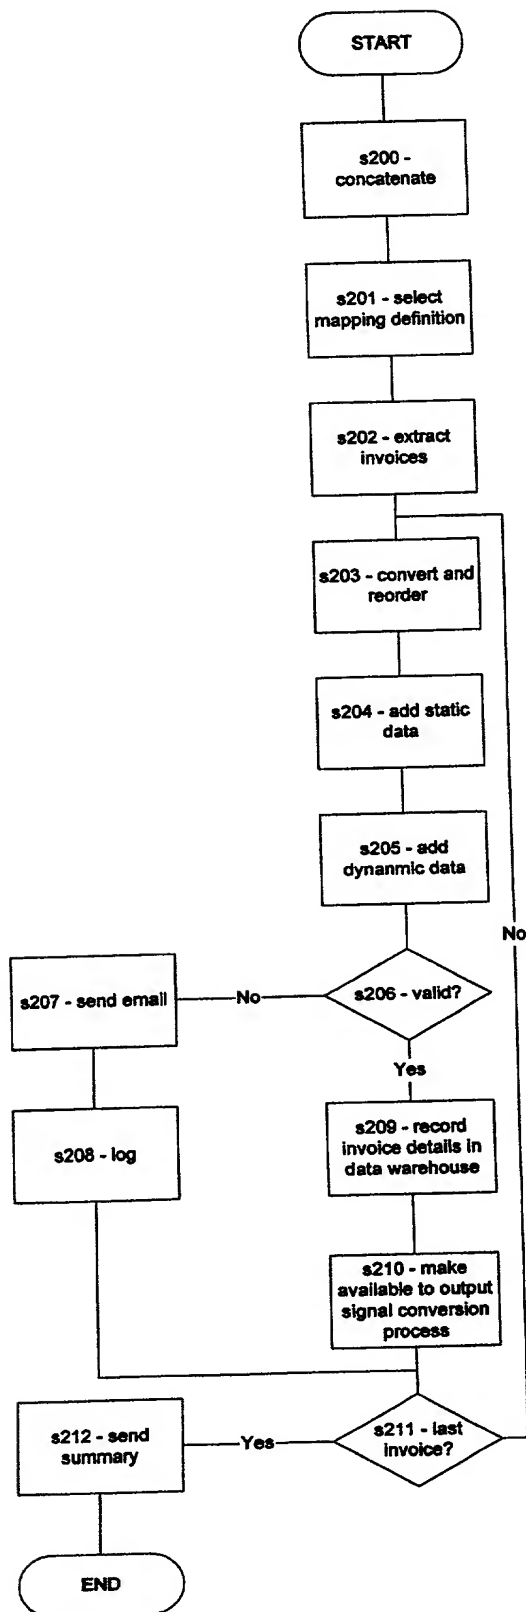 START
s200 -
concatenate
s201 - select
mapping definition
s202 - extract
invoices
s203 - convert and
reorder
s204 - add static
data
s205 - add
dynanmic data
No
s206 - valid?
No
s207 - send email
Yes
s208 - log
s209 - record
invoice details in
data warehouse
s210 - make
available to output
signal conversion
process
s211 - last
invoice?
Yes
s212 - send
summary
END